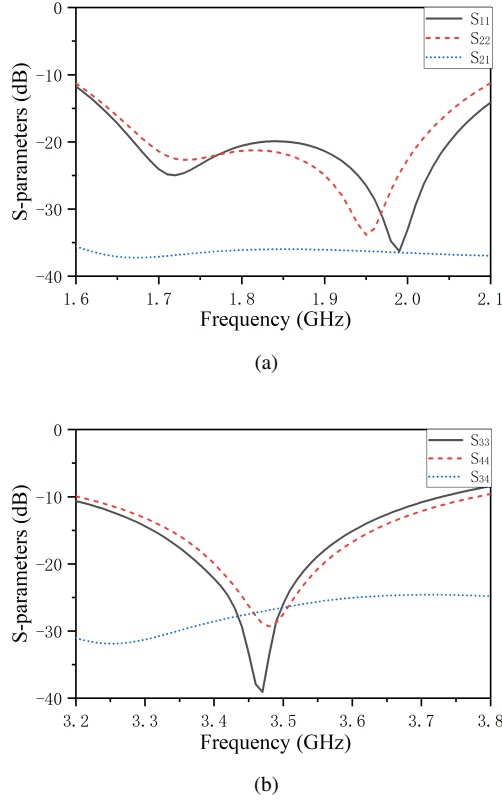 0
-10
-20
-30
-40
S-parameters (dB)
S11
S22
S21
1.6 1.7 1.8 1.9 2.0 2.1
Frequency (GHz)
(a)
0
-10
-20
-30
-40
S-parameters (dB)
S33
S44
S34
3.2 3.3 3.4 3.5 3.6 3.7 3.8
Frequency (GHz)
(b)